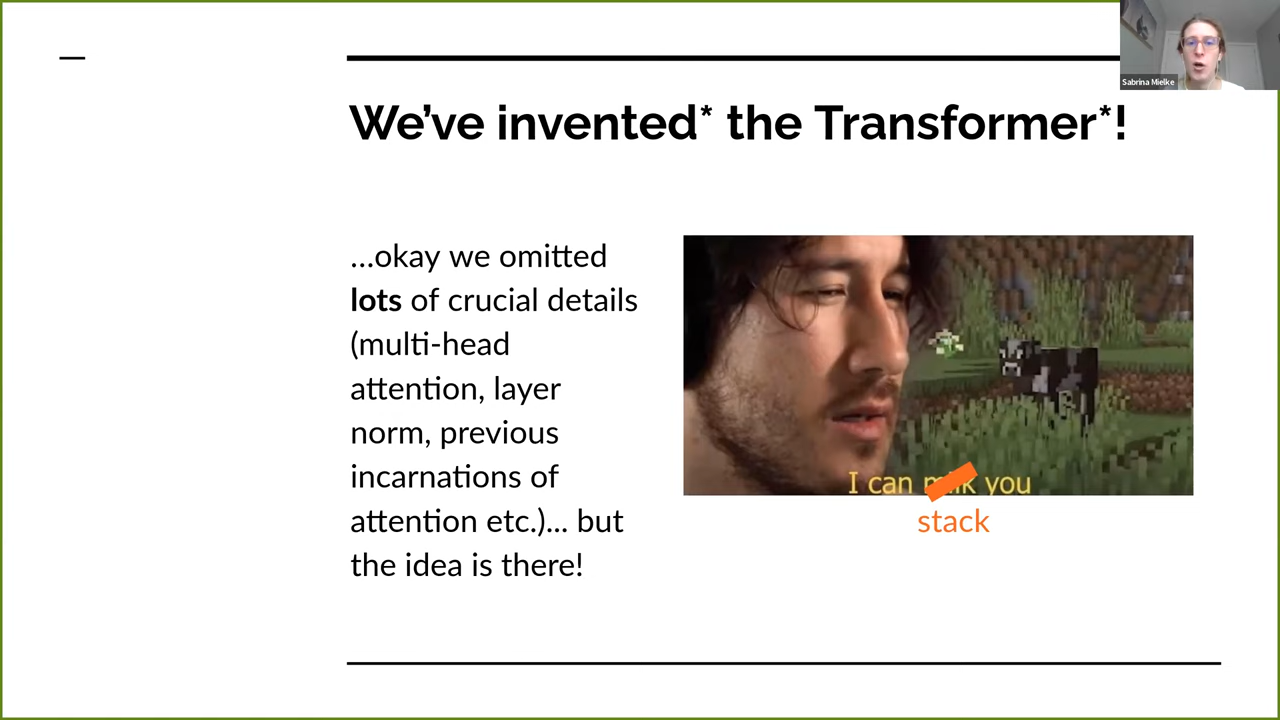 Sabrina Mielke
We've invented* the Transformer*!
...okay we omitted
lots of crucial details
(multi-head
attention, layer
norm, previous
incarnations of
attention etc.)... but
the idea is there!
I can milk you
stack